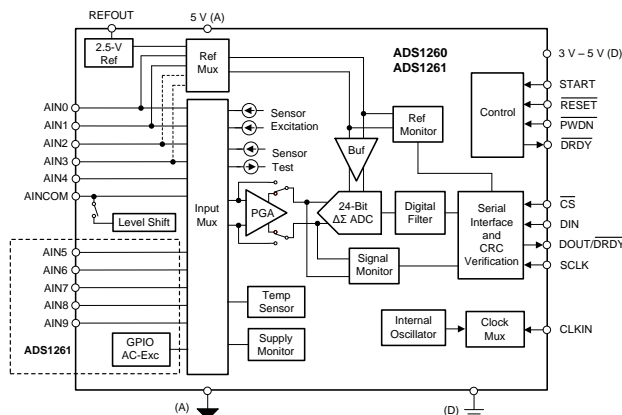 REFOUT
5 V (A)
2.5-V
Ref
Ref
Mux
ADS1260
ADS1261
3 V – 5 V (D)
Control
START
RESET
PWDN
DRDY
AIN0
AIN1
AIN2
AIN3
AIN4
AINCOM
Level Shift
Input
Mux
Sensor
Excitation
Sensor
Test
PGA
Buf
Ref
Monitor
24-Bit
ΔΣ ADC
Digital
Filter
Serial
Interface
and
CRC
Verification
CS
DIN
DOUT/DRDY
SCLK
Signal
Monitor
AIN5
AIN6
AIN7
AIN8
AIN9
ADS1261
GPIO
AC-Exc
Temp
Sensor
Supply
Monitor
Internal
Oscillator
Clock
Mux
CLKIN
(A)
(D)